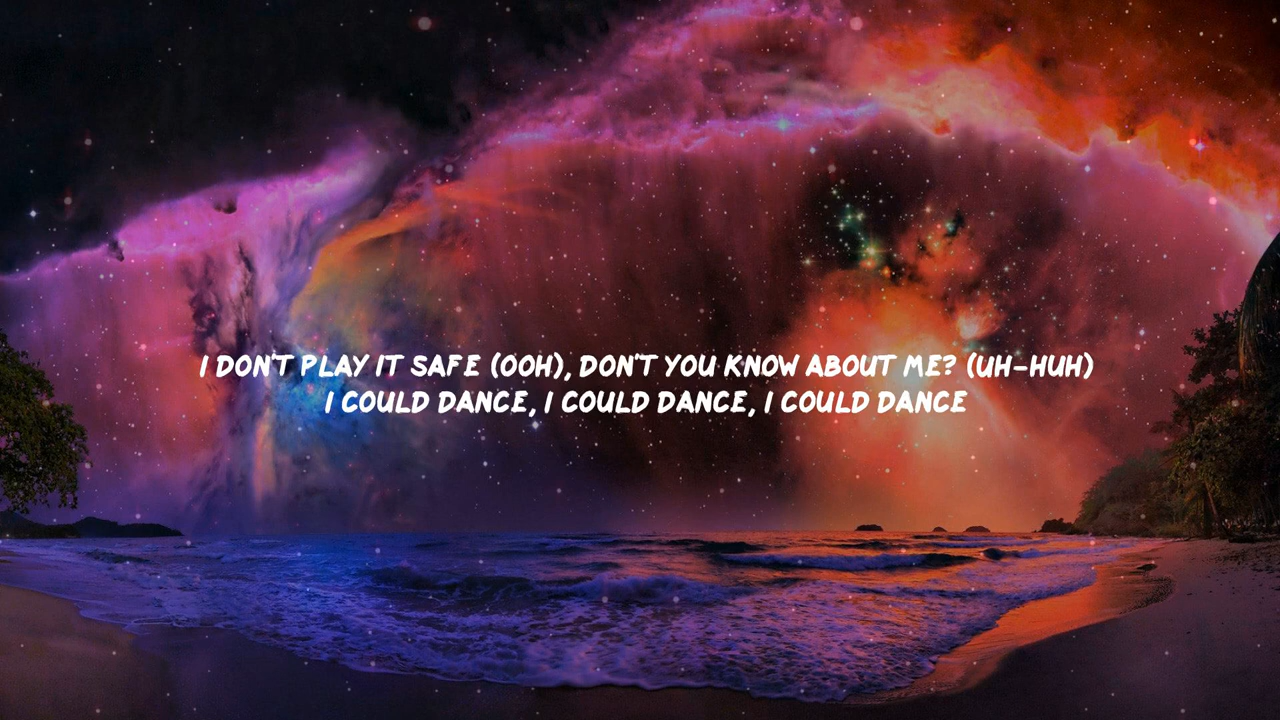 I DON'T PLAY IT SAFE (OOH), DON'T YOU KNOW ABOUT ME? (UH-HUH)
I COULD DANCE, I COULD DANCE, I COULD DANCE